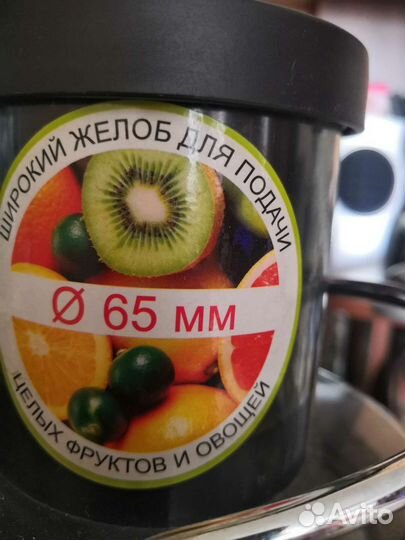 ШИРОКИЙ ЖЕЛОБ ДЛЯ ПОДАЧИ
Ø 65 мм
ЦЕЛЫХ ФРУКТОВ И ОВОЩЕЙ
Avito